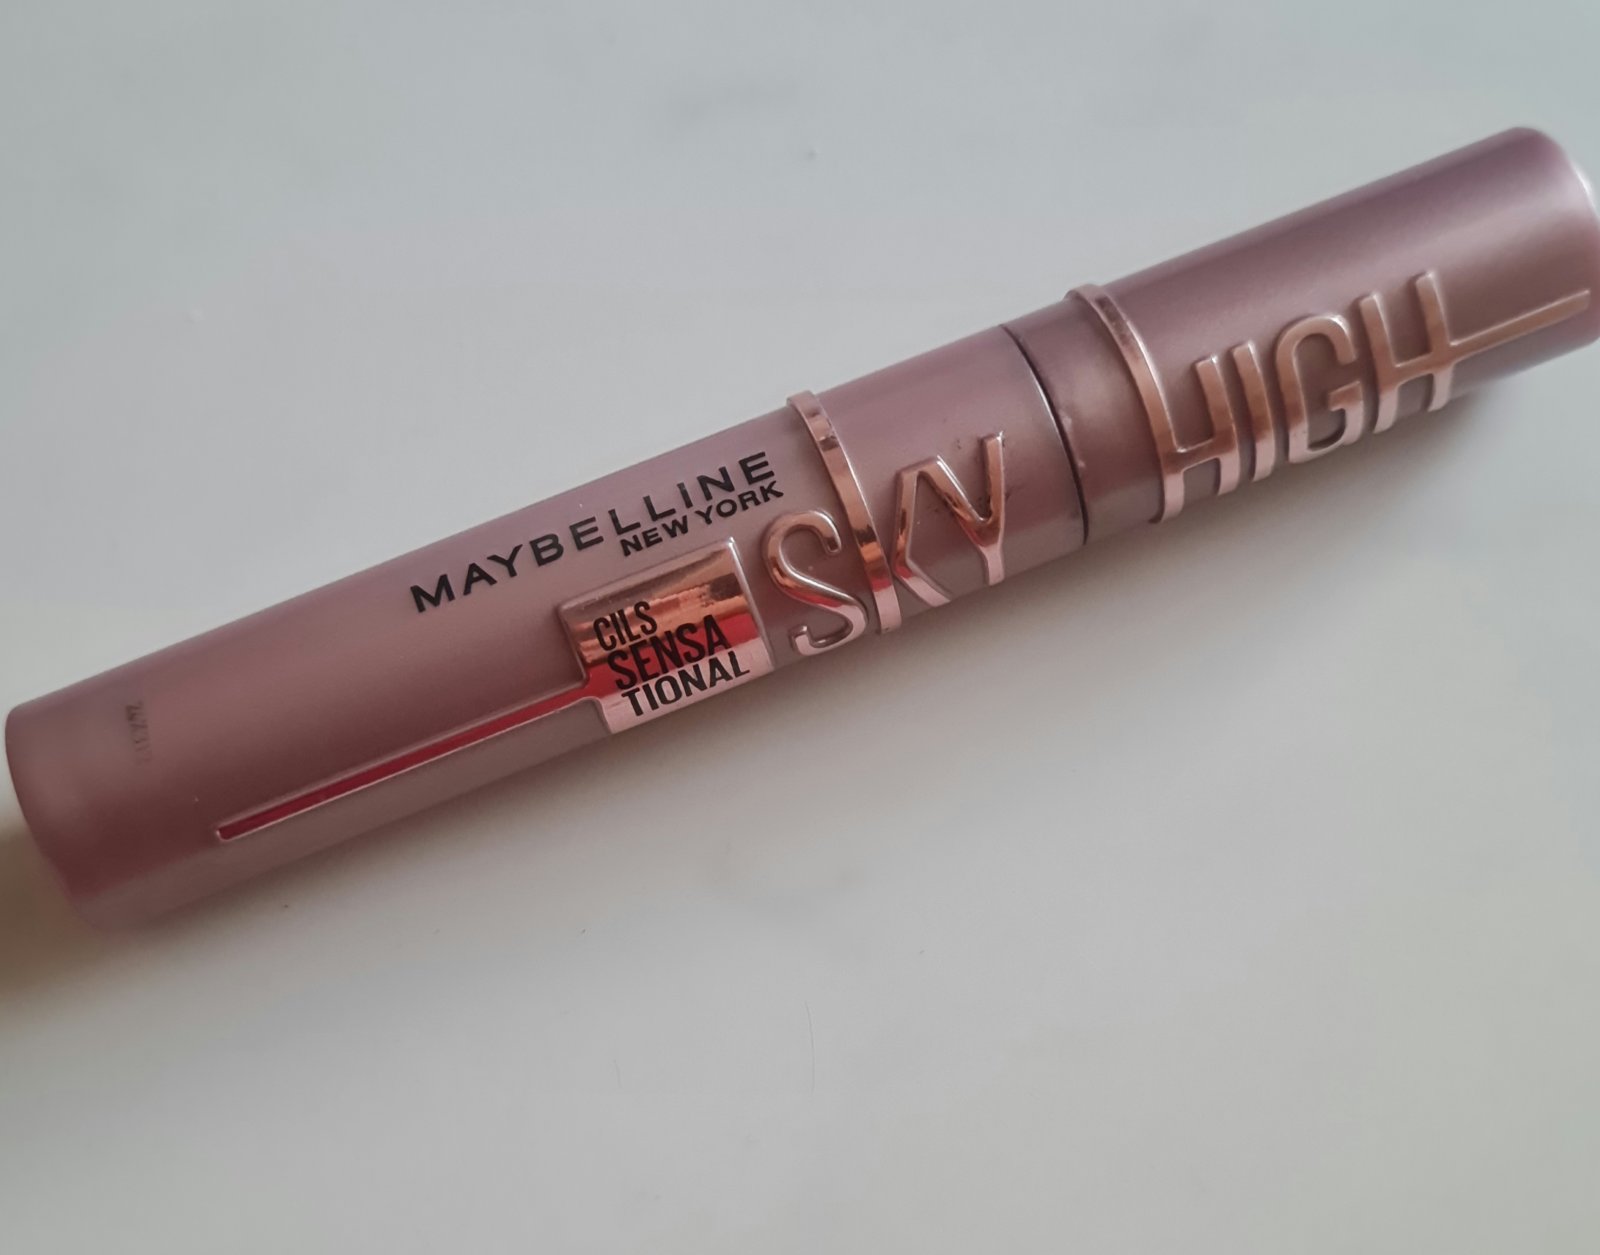 MAYBELLINE
NEW YORK
CILS
SENSA
TIONAL
SKY
HIGH